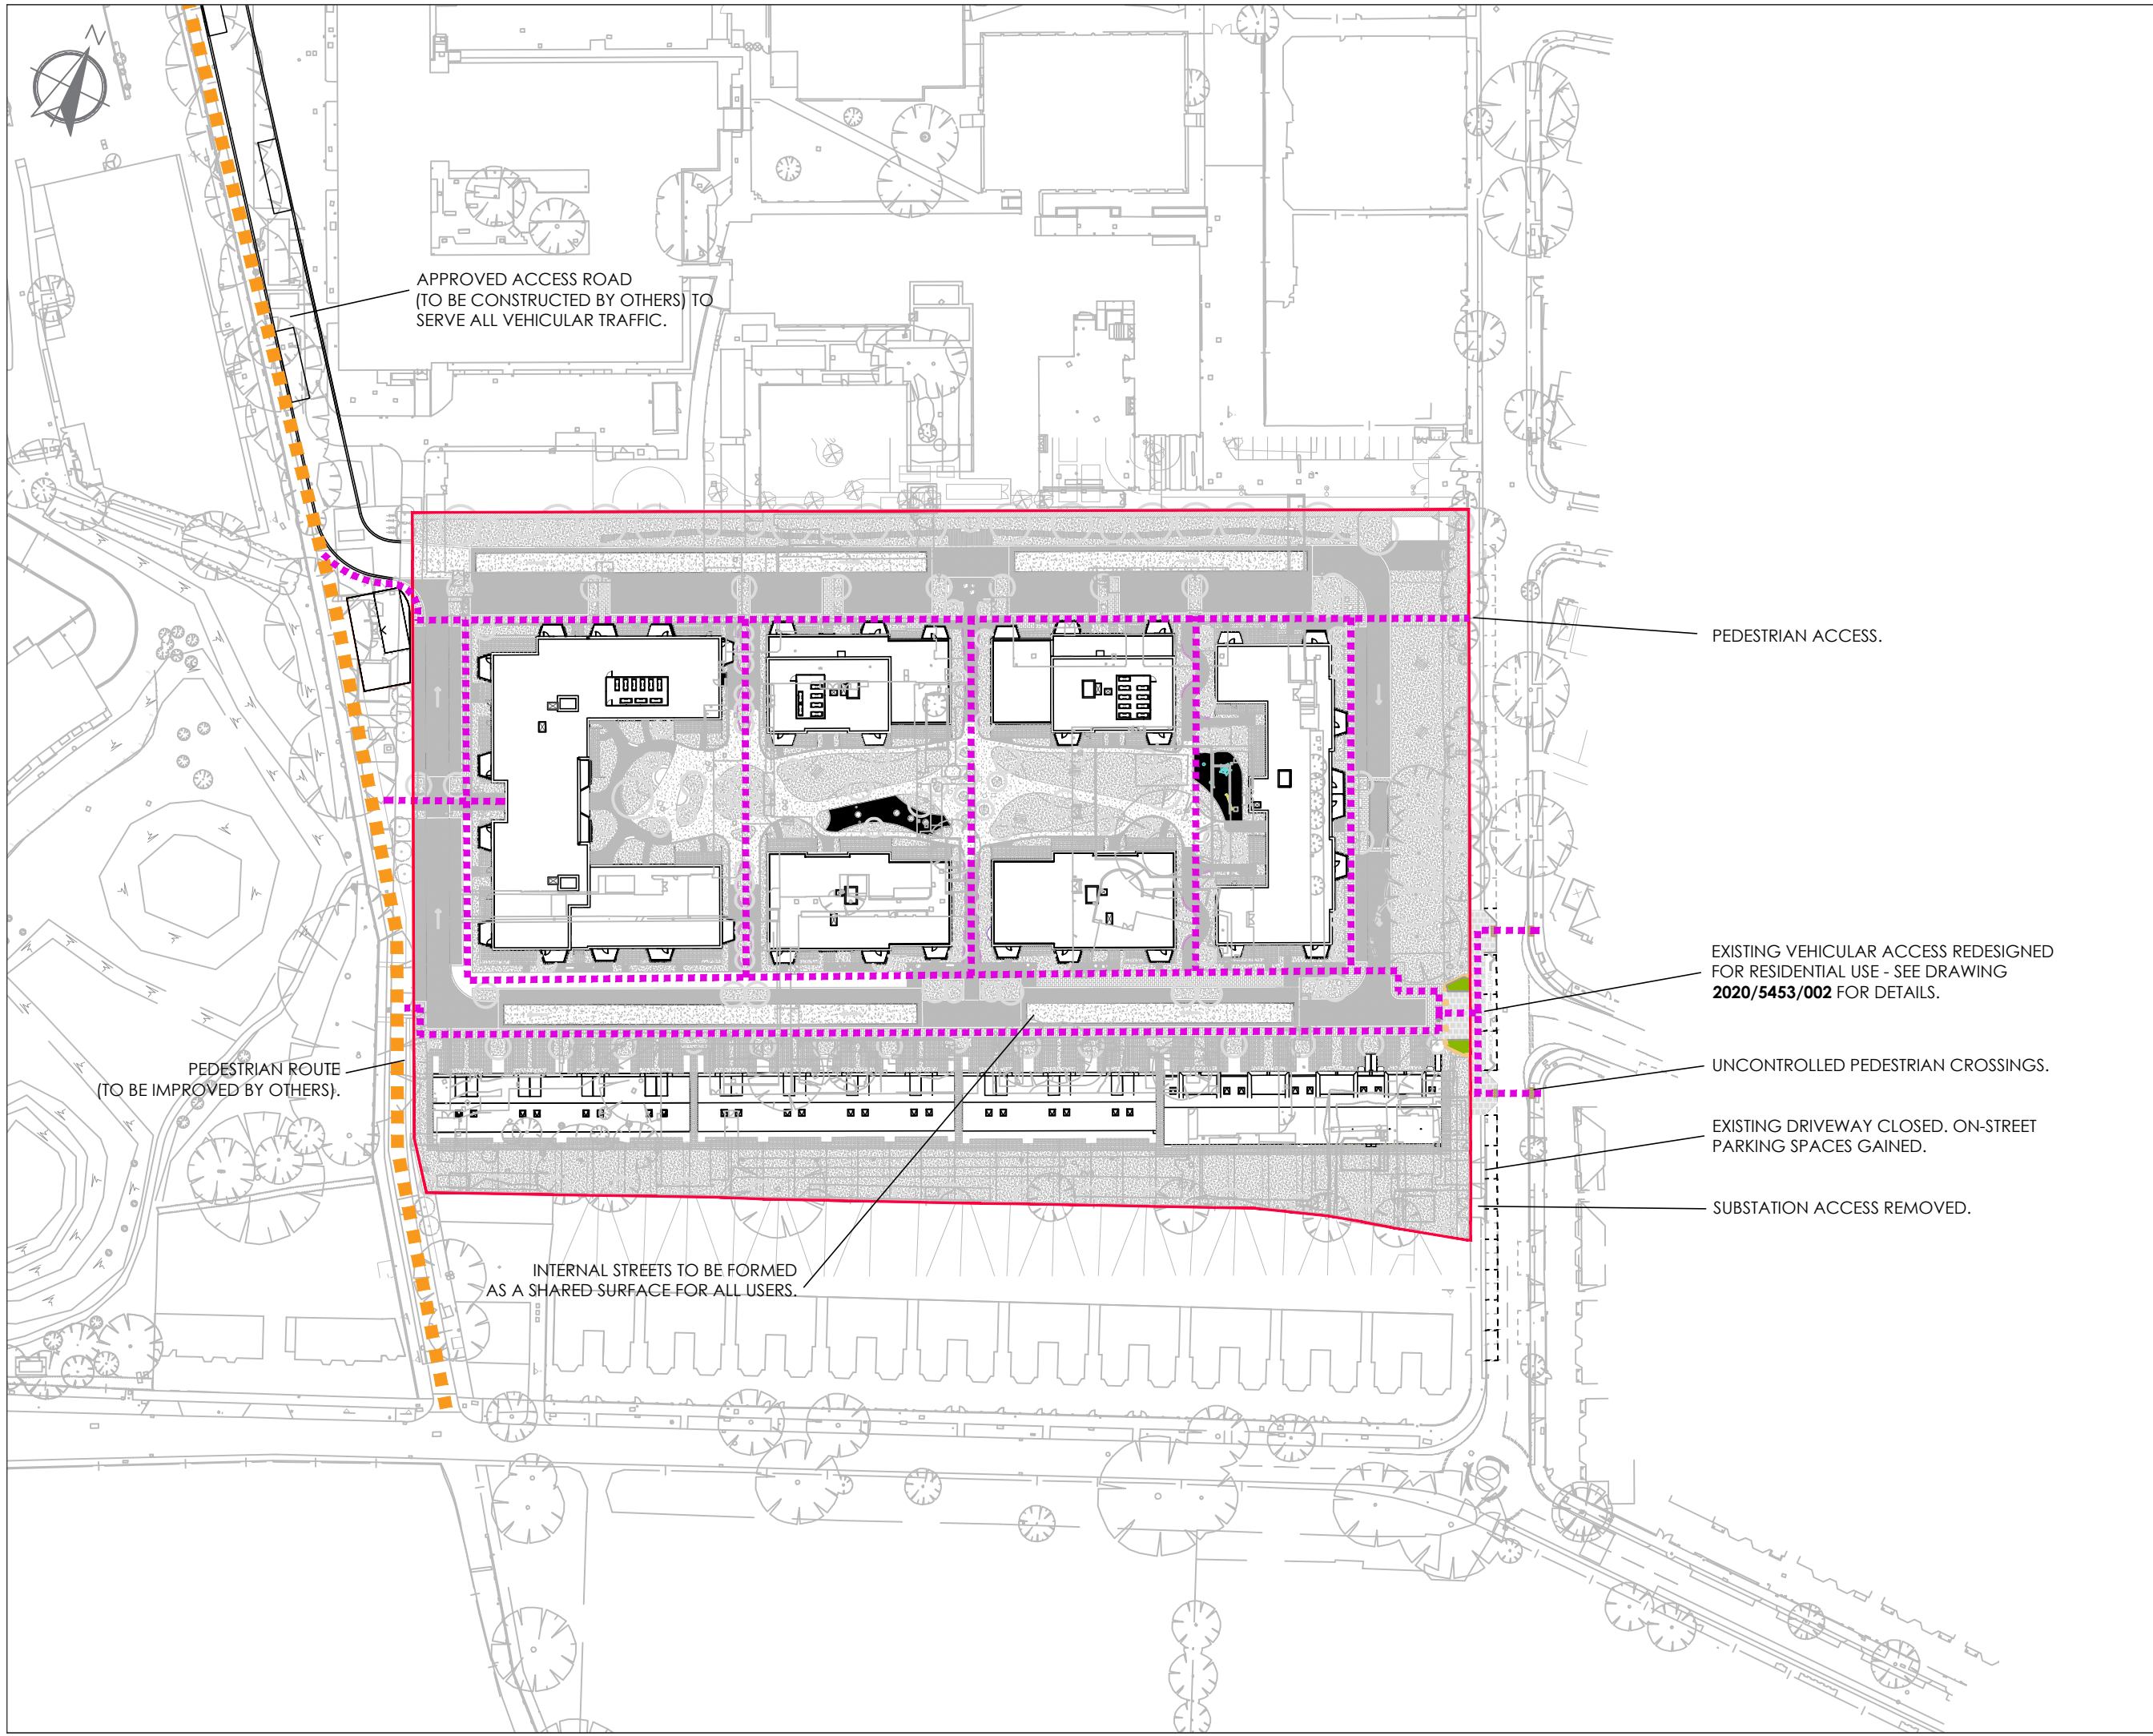 N
APPROVED ACCESS ROAD
(TO BE CONSTRUCTED BY OTHERS) TO
SERVE ALL VEHICULAR TRAFFIC.
PEDESTRIAN ACCESS.
EXISTING VEHICULAR ACCESS REDESIGNED
FOR RESIDENTIAL USE - SEE DRAWING
2020/5453/002 FOR DETAILS.
PEDESTRIAN ROUTE
(TO BE IMPROVED BY OTHERS).
UNCONTROLLED PEDESTRIAN CROSSINGS.
EXISTING DRIVEWAY CLOSED. ON-STREET
PARKING SPACES GAINED.
SUBSTATION ACCESS REMOVED.
INTERNAL STREETS TO BE FORMED
AS A SHARED SURFACE FOR ALL USERS.